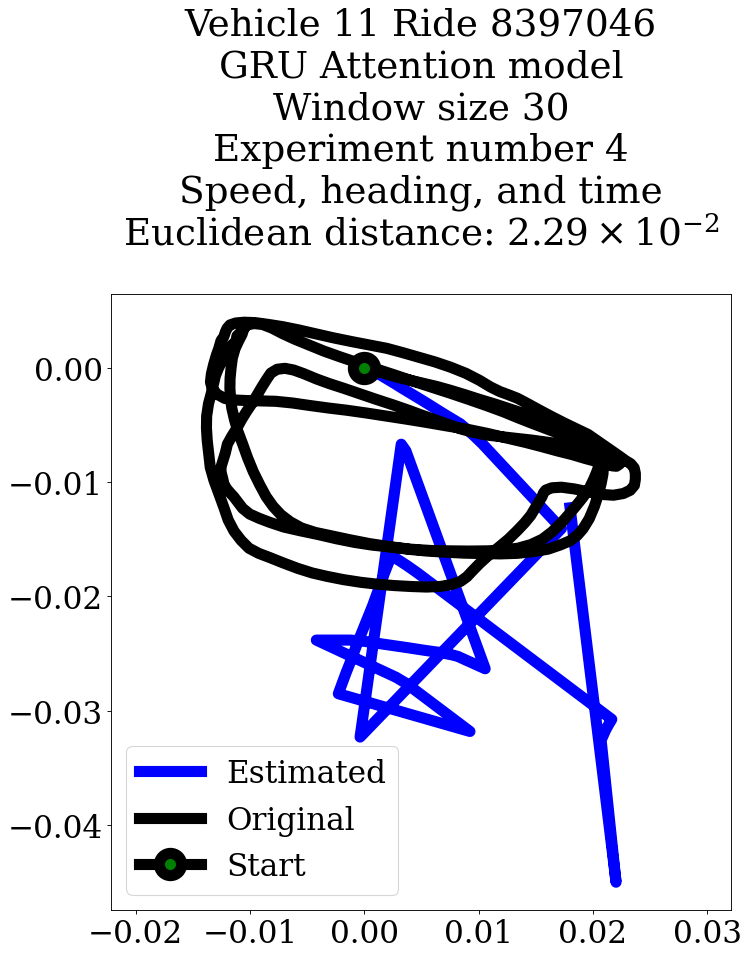 Vehicle 11 Ride 8397046
GRU Attention model
Window size 30
Experiment number 4
Speed, heading, and time
Euclidean distance: 2.29 × 10⁻²
0.00
−0.01
−0.02
−0.03
−0.04
Estimated
Original
Start
−0.02 −0.01 0.00 0.01 0.02 0.03